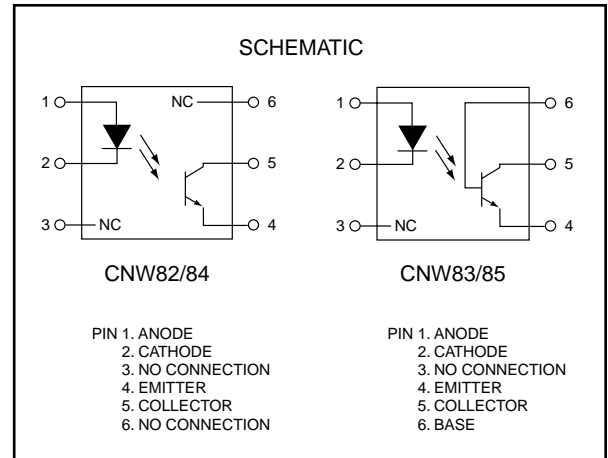 SCHEMATIC
1 NC 6
2 5
3 NC 4
CNW82/84
PIN 1. ANODE
2. CATHODE
3. NO CONNECTION
4. EMITTER
5. COLLECTOR
6. NO CONNECTION
1 6
2 5
3 NC 4
CNW83/85
PIN 1. ANODE
2. CATHODE
3. NO CONNECTION
4. EMITTER
5. COLLECTOR
6. BASE